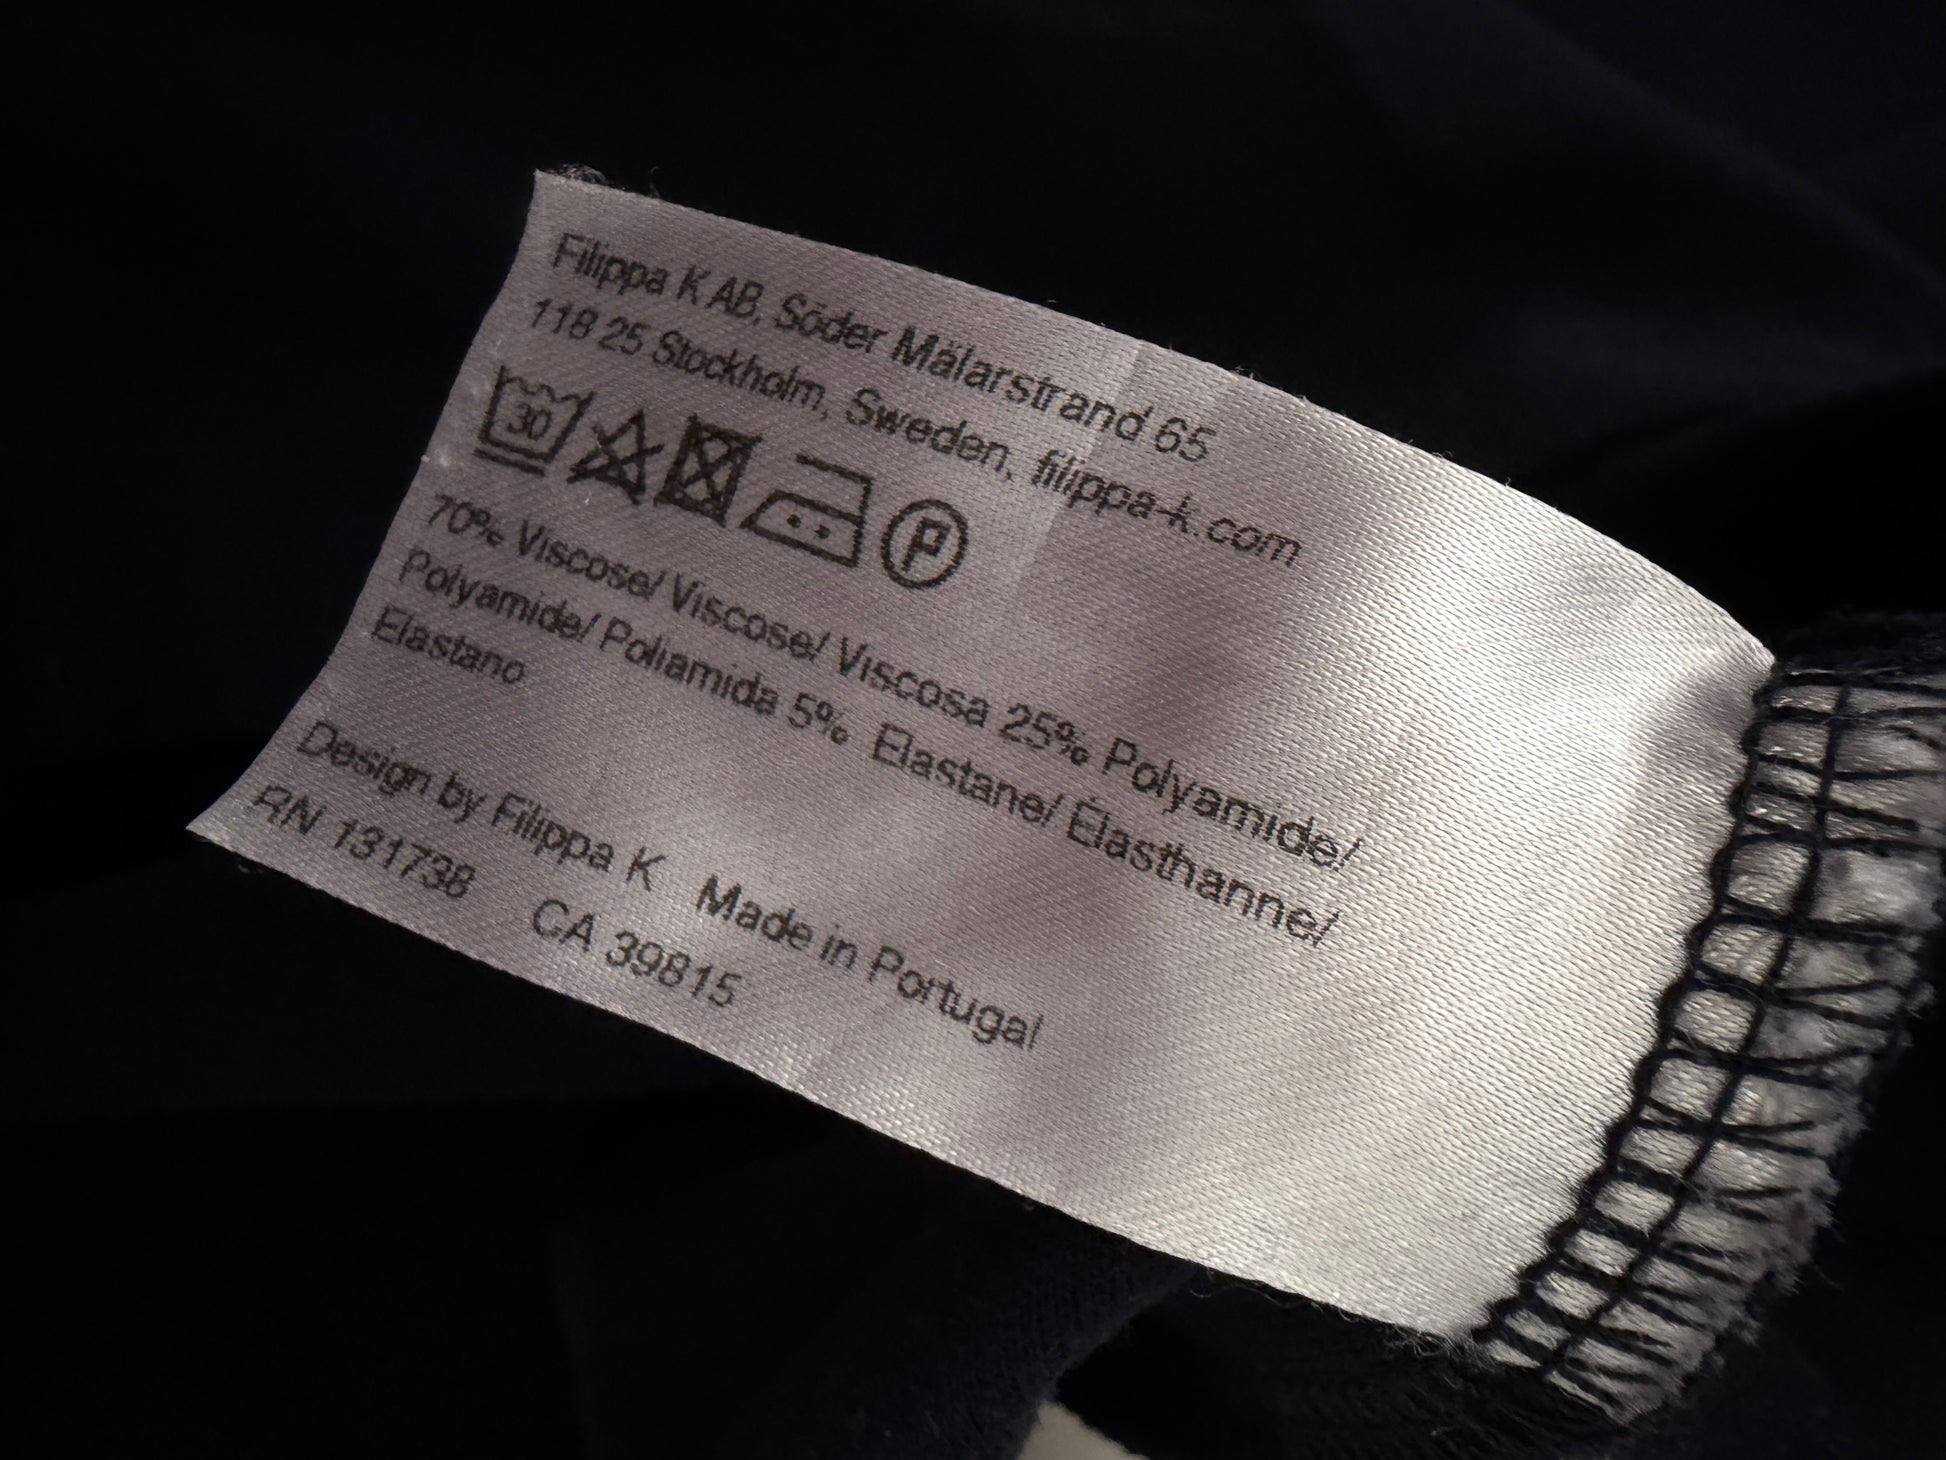 Filippa K AB, Söder Mälarstrand 65
118 25 Stockholm, Sweden, filippa-k.com
30 P
70% Viscose/ Viscose/ Viscosa 25% Polyamide/
Polyamide/ Poliamida 5% Elastane/ Élasthanne/
Elastano
Design by Filippa K Made in Portugal
RN 131738 CA 39815